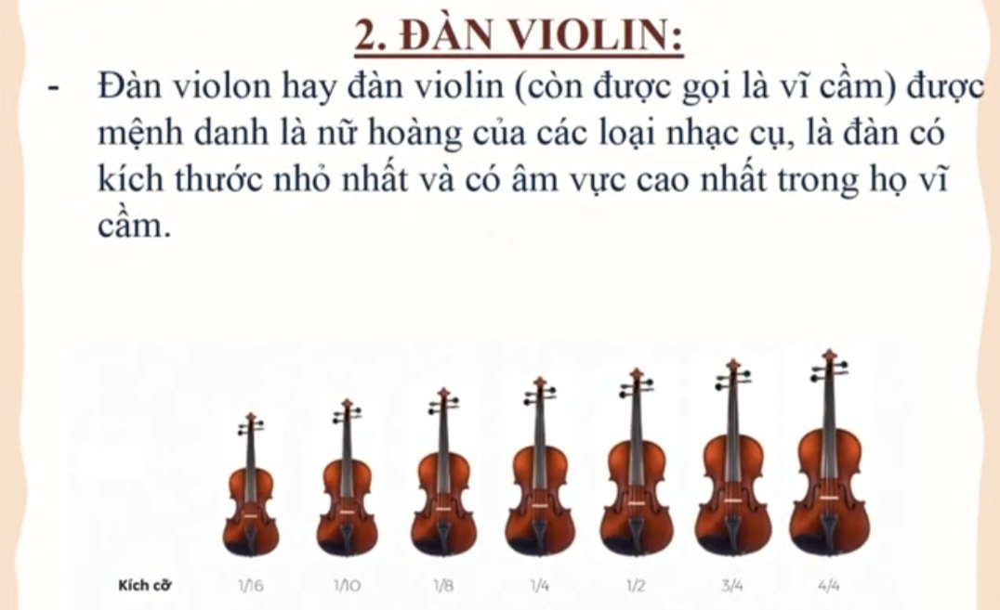 2. ĐÀN VIOLIN:
- Đàn violon hay đàn violin (còn được gọi là vĩ cầm) được
mệnh danh là nữ hoàng của các loại nhạc cụ, là đàn có
kích thước nhỏ nhất và có âm vực cao nhất trong họ vĩ
cầm.
Kích cỡ 1/16 1/10 1/8 1/4 1/2 3/4 4/4